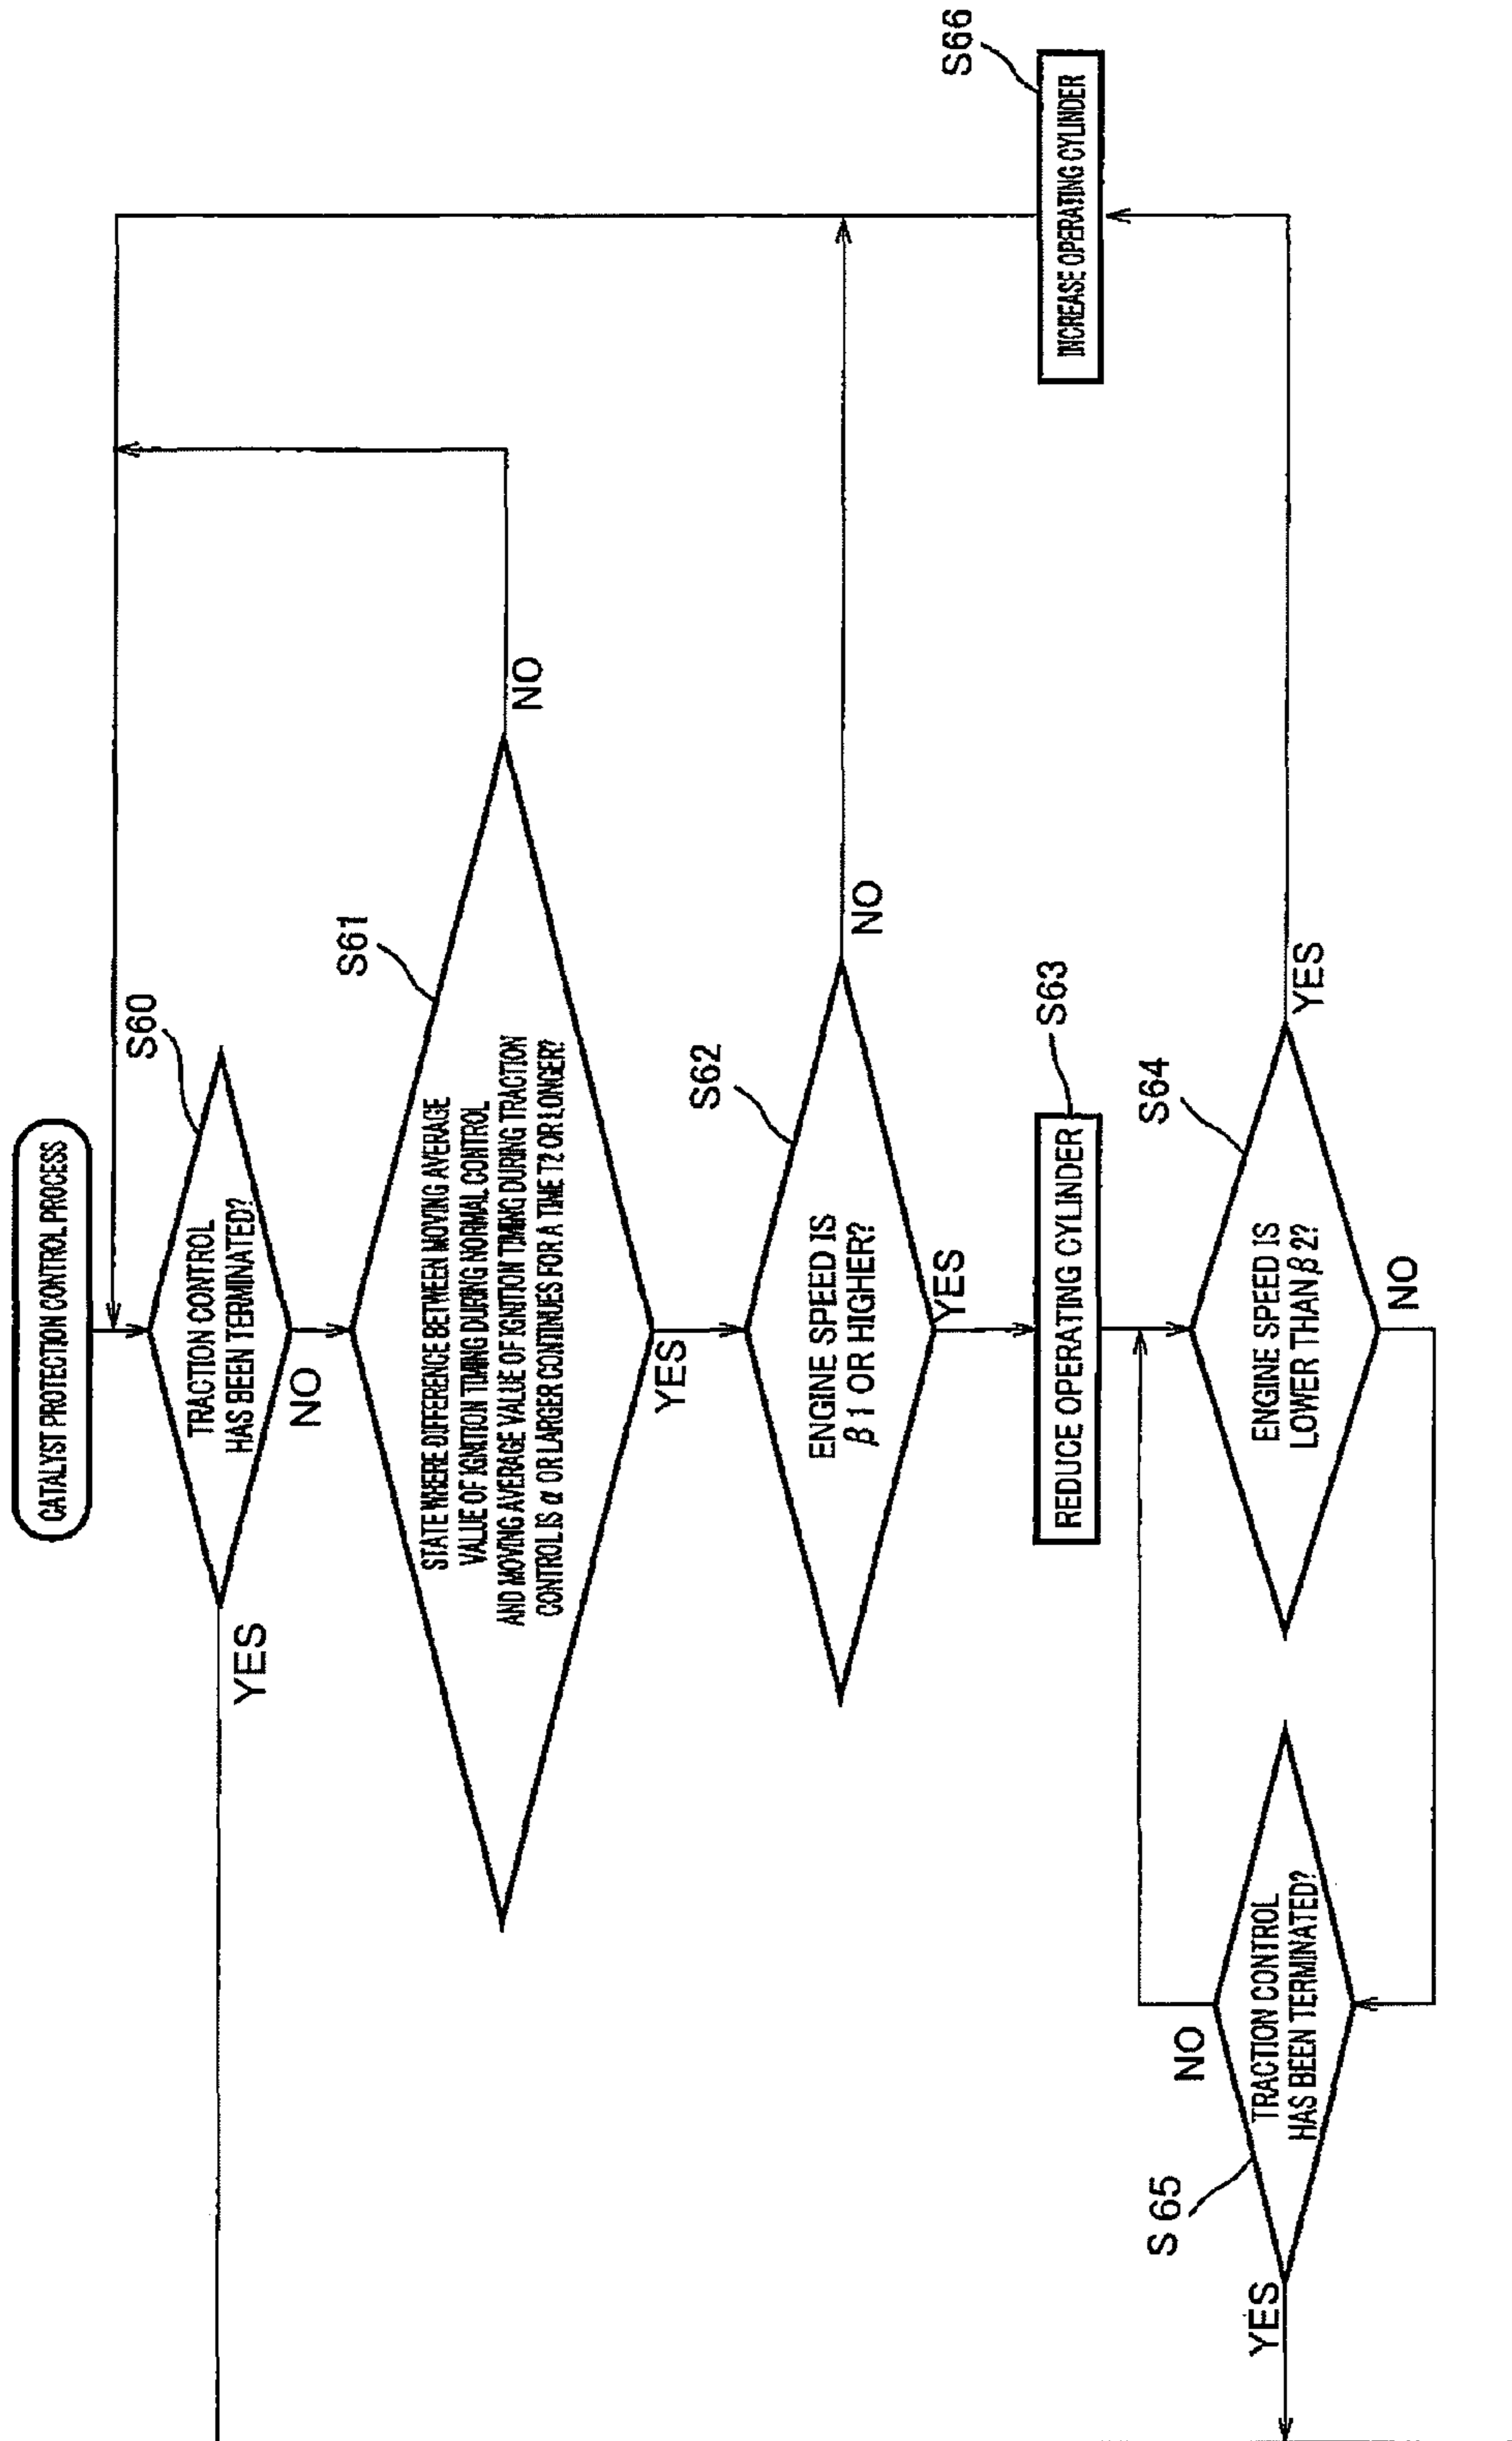 CATALYST PROTECTION CONTROL PROCESS
S60
TRACTION CONTROL
HAS BEEN TERMINATED?
YES
NO
S61
STATE WHERE DIFFERENCE BETWEEN MOVING AVERAGE
VALUE OF IGNITION TIMING DURING NORMAL CONTROL
AND MOVING AVERAGE VALUE OF IGNITION TIMING DURING TRACTION
CONTROL IS α OR LARGER CONTINUES FOR A TIME T2 OR LONGER?
NO
YES
S62
ENGINE SPEED IS
β1 OR HIGHER?
NO
YES
S63
REDUCE OPERATING CYLINDER
S64
ENGINE SPEED IS
LOWER THAN β2?
YES
NO
S65
TRACTION CONTROL
HAS BEEN TERMINATED?
NO
YES
S66
INCREASE OPERATING CYLINDER